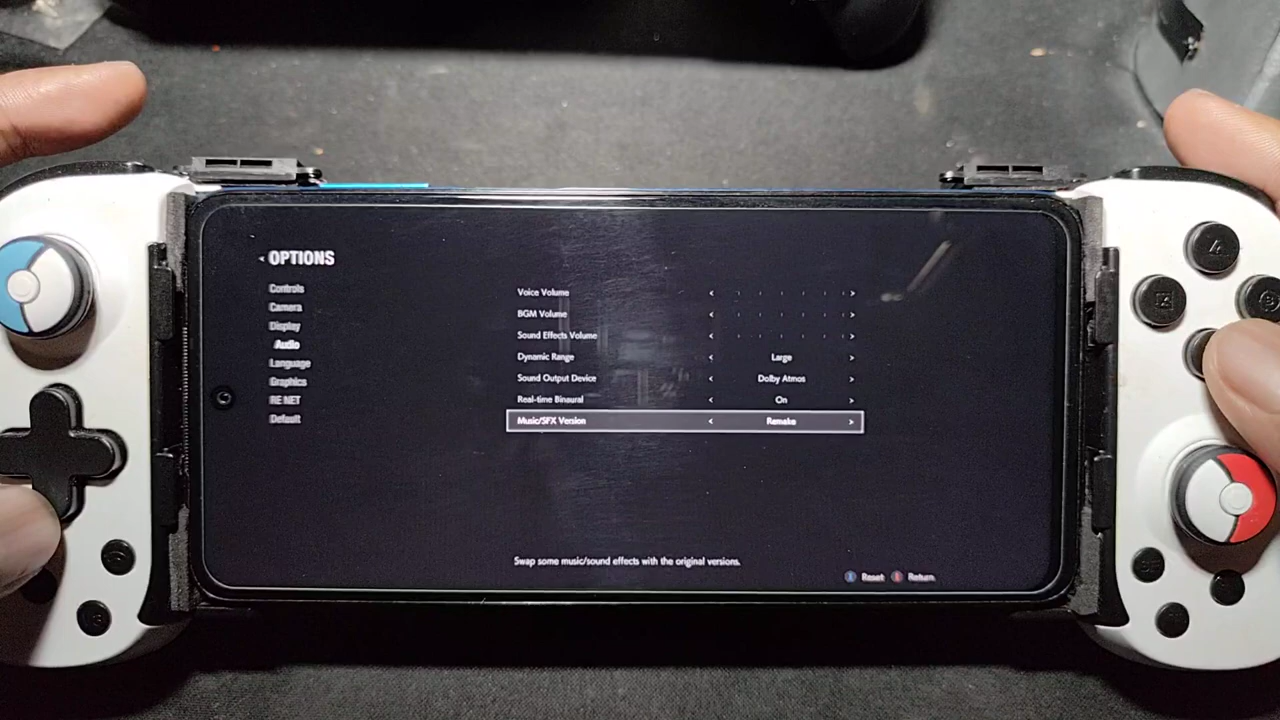 OPTIONS
Controls
Camera
Display
Audio
Language
Graphics
RE NET
Default
Voice Volume
BGM Volume
Sound Effects Volume
Dynamic Range Large
Sound Output Device Dolby Atmos
Real-time Binaural On
Music/SFX Version Remake
Swap some music/sound effects with the original versions.
Reset Return